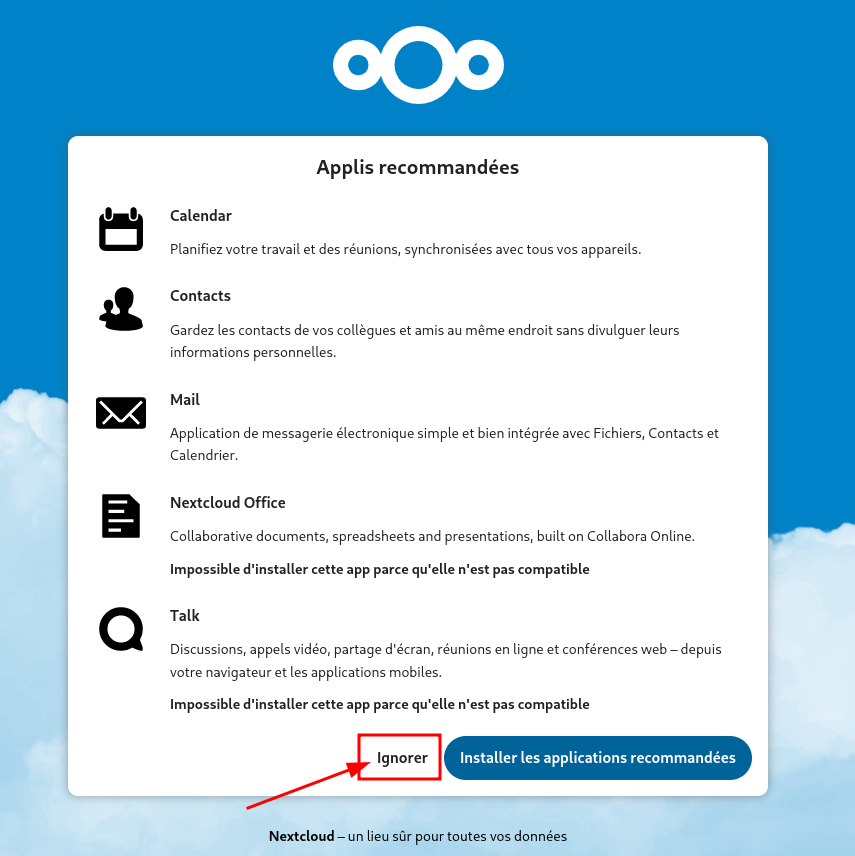 Applis recommandées
Calendar
Planifiez votre travail et des réunions, synchronisées avec tous vos appareils.
Contacts
Gardez les contacts de vos collègues et amis au même endroit sans divulguer leurs
informations personnelles.
Mail
Application de messagerie électronique simple et bien intégrée avec Fichiers, Contacts et
Calendrier.
Nextcloud Office
Collaborative documents, spreadsheets and presentations, built on Collabora Online.
Impossible d'installer cette app parce qu'elle n'est pas compatible
Talk
Discussions, appels vidéo, partage d'écran, réunions en ligne et conférences web – depuis
votre navigateur et les applications mobiles.
Impossible d'installer cette app parce qu'elle n'est pas compatible
Ignorer Installer les applications recommandées
Nextcloud – un lieu sûr pour toutes vos données